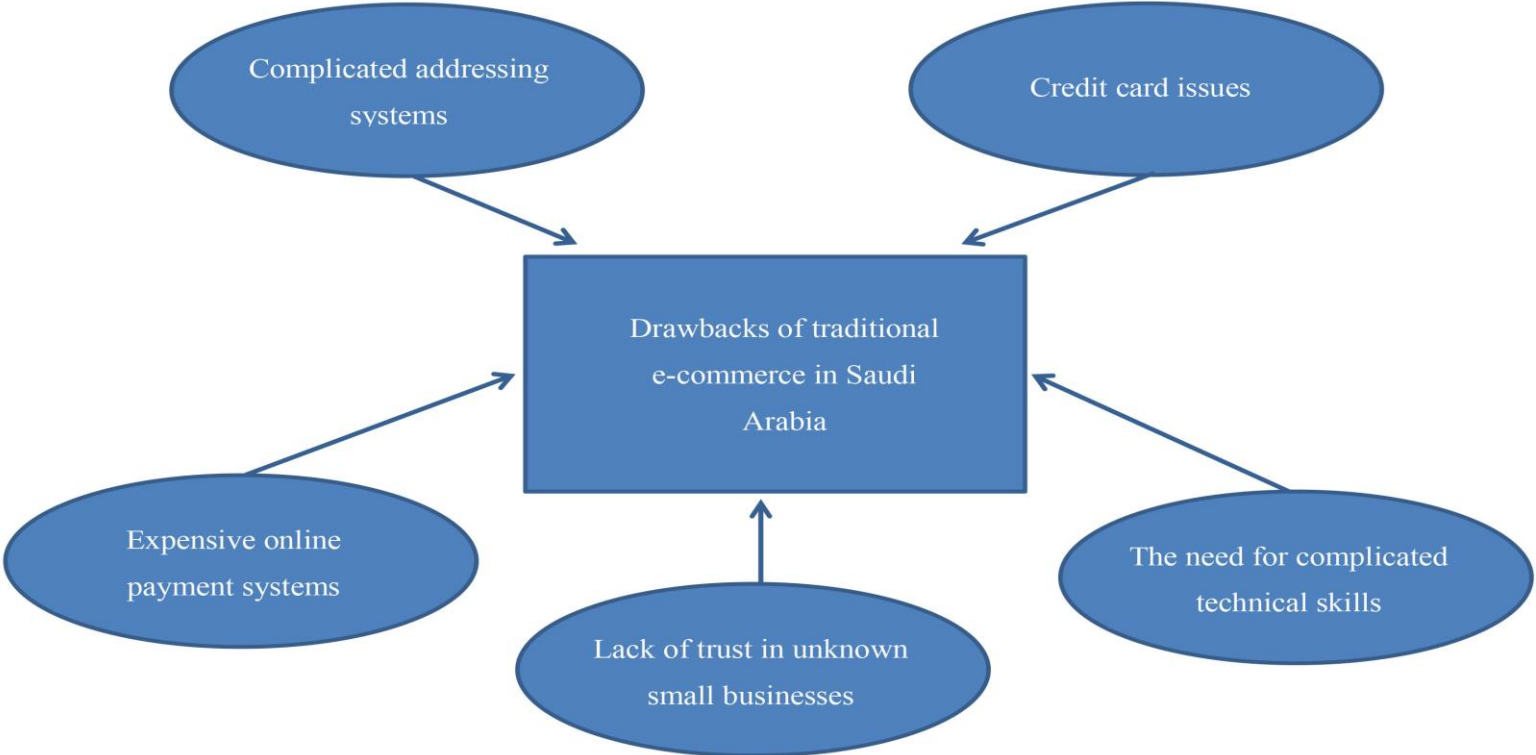 Complicated addressing
systems
Credit card issues
Drawbacks of traditional
e-commerce in Saudi
Arabia
Expensive online
payment systems
The need for complicated
technical skills
Lack of trust in unknown
small businesses